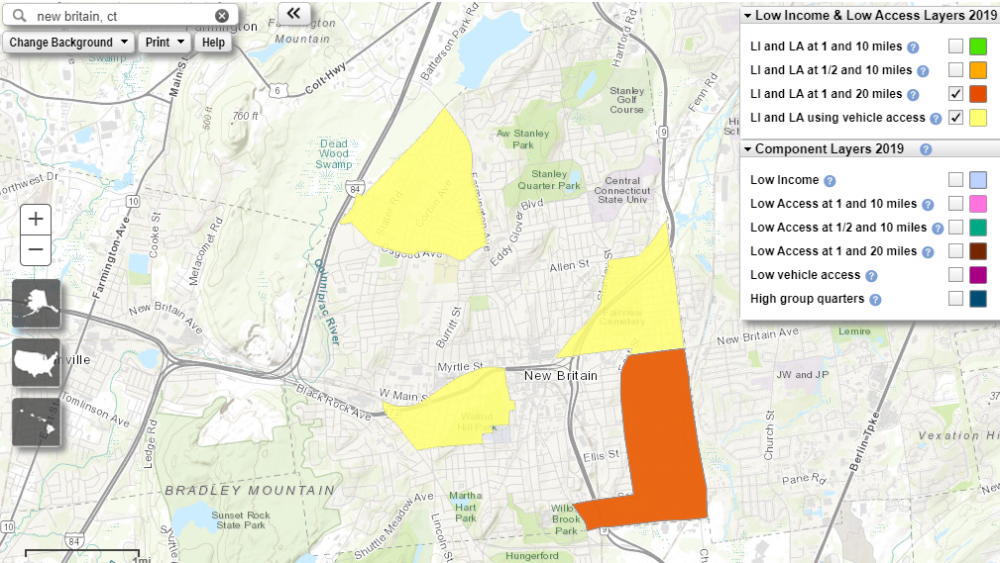 new britain, ct
Change Background
Print
Help
Farmington
Farmington
Mountain
Batterson Park Rd
Hartford Rd
Main-St
Colt-Hwy
6
Fenn Rd
500 ft
760 ft
Stanley
Golf
Course
9
Aw Stanley
Park
Dead
Wood
Swamp
Stanley
Quarter Park
Central
Connecticut
State Univ
84
10
Farmington-Ave
Cooke St
Metacomet Rd
Eddy Glover Blvd
Osgood Ave
Allen St
Quinnipiac River
Fairview
Cemetery
New Britain Ave
Burritt St
Myrtle St
New Britain
W Main St
Black Rock Ave
Walnut
Hill Park
Tomlinson Ave
Ledge Rd
Ellis St
BRADLEY MOUNTAIN
Sunset Rock
State Park
Martha
Hart
Park
Shuttle Meadow Ave
Lincoln St
Willow
Brook
Park
Hungerford
10
84
9
1mi
New Britain Ave
Lemire
JW and JP
Church St
Berlin-Tpke
Pane Rd
Vexation Hi
Low Income & Low Access Layers 2019
LI and LA at 1 and 10 miles ?
LI and LA at 1/2 and 10 miles ?
LI and LA at 1 and 20 miles ?
LI and LA using vehicle access ?
Component Layers 2019 ?
Low Income ?
Low Access at 1 and 10 miles ?
Low Access at 1/2 and 10 miles ?
Low Access at 1 and 20 miles ?
Low vehicle access ?
High group quarters ?